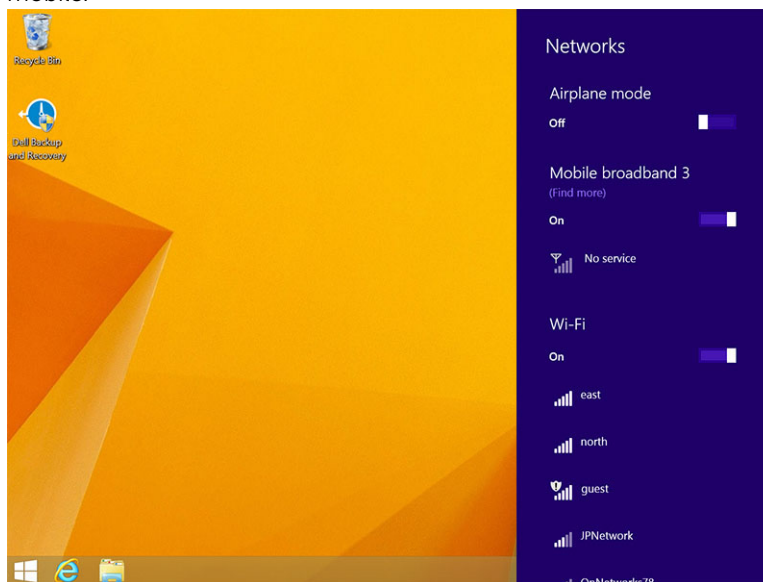 Recycle Bin
Dell Backup
and Recovery
Networks
Airplane mode
Off
Mobile broadband 3
(Find more)
On
No service
Wi-Fi
On
east
north
guest
JPNetwork